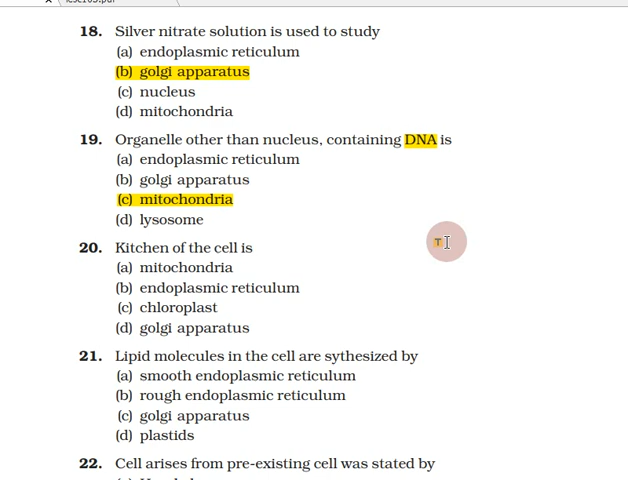 18. Silver nitrate solution is used to study
(a) endoplasmic reticulum
(b) golgi apparatus
(c) nucleus
(d) mitochondria
19. Organelle other than nucleus, containing DNA is
(a) endoplasmic reticulum
(b) golgi apparatus
(c) mitochondria
(d) lysosome
20. Kitchen of the cell is
(a) mitochondria
(b) endoplasmic reticulum
(c) chloroplast
(d) golgi apparatus
21. Lipid molecules in the cell are sythesized by
(a) smooth endoplasmic reticulum
(b) rough endoplasmic reticulum
(c) golgi apparatus
(d) plastids
22. Cell arises from pre-existing cell was stated by